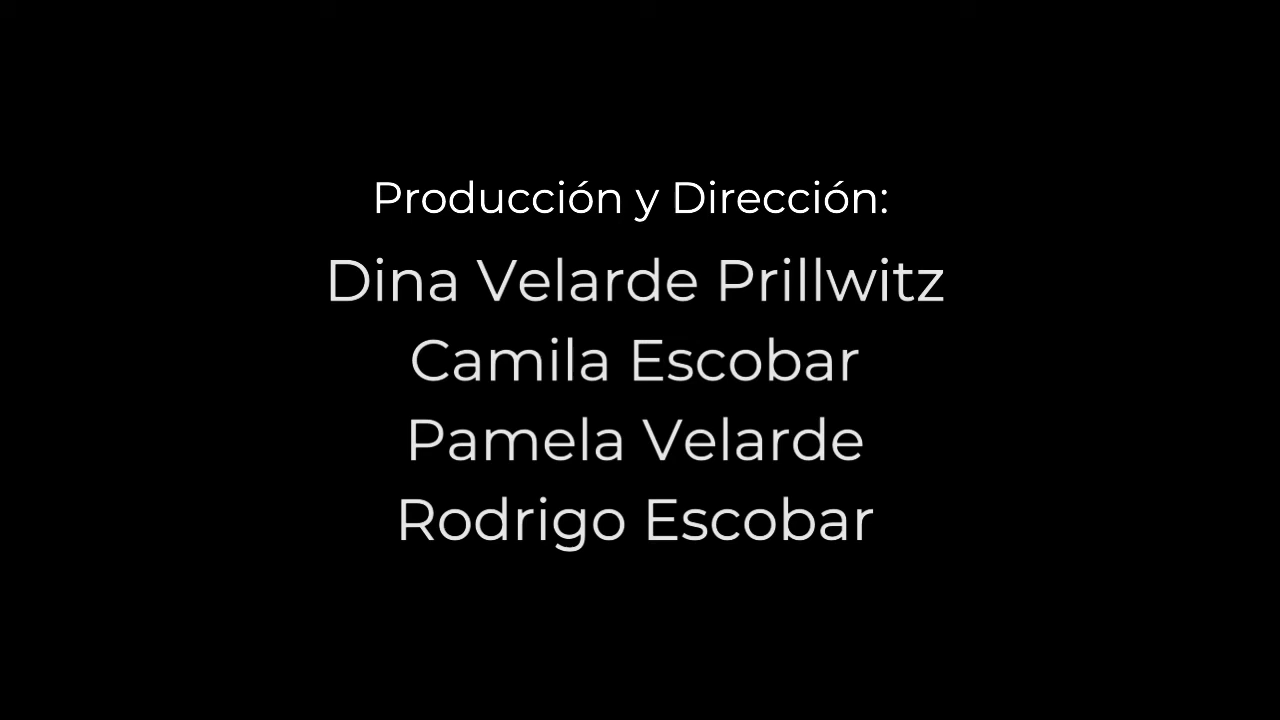 Producción y Dirección:
Dina Velarde Prillwitz
Camila Escobar
Pamela Velarde
Rodrigo Escobar